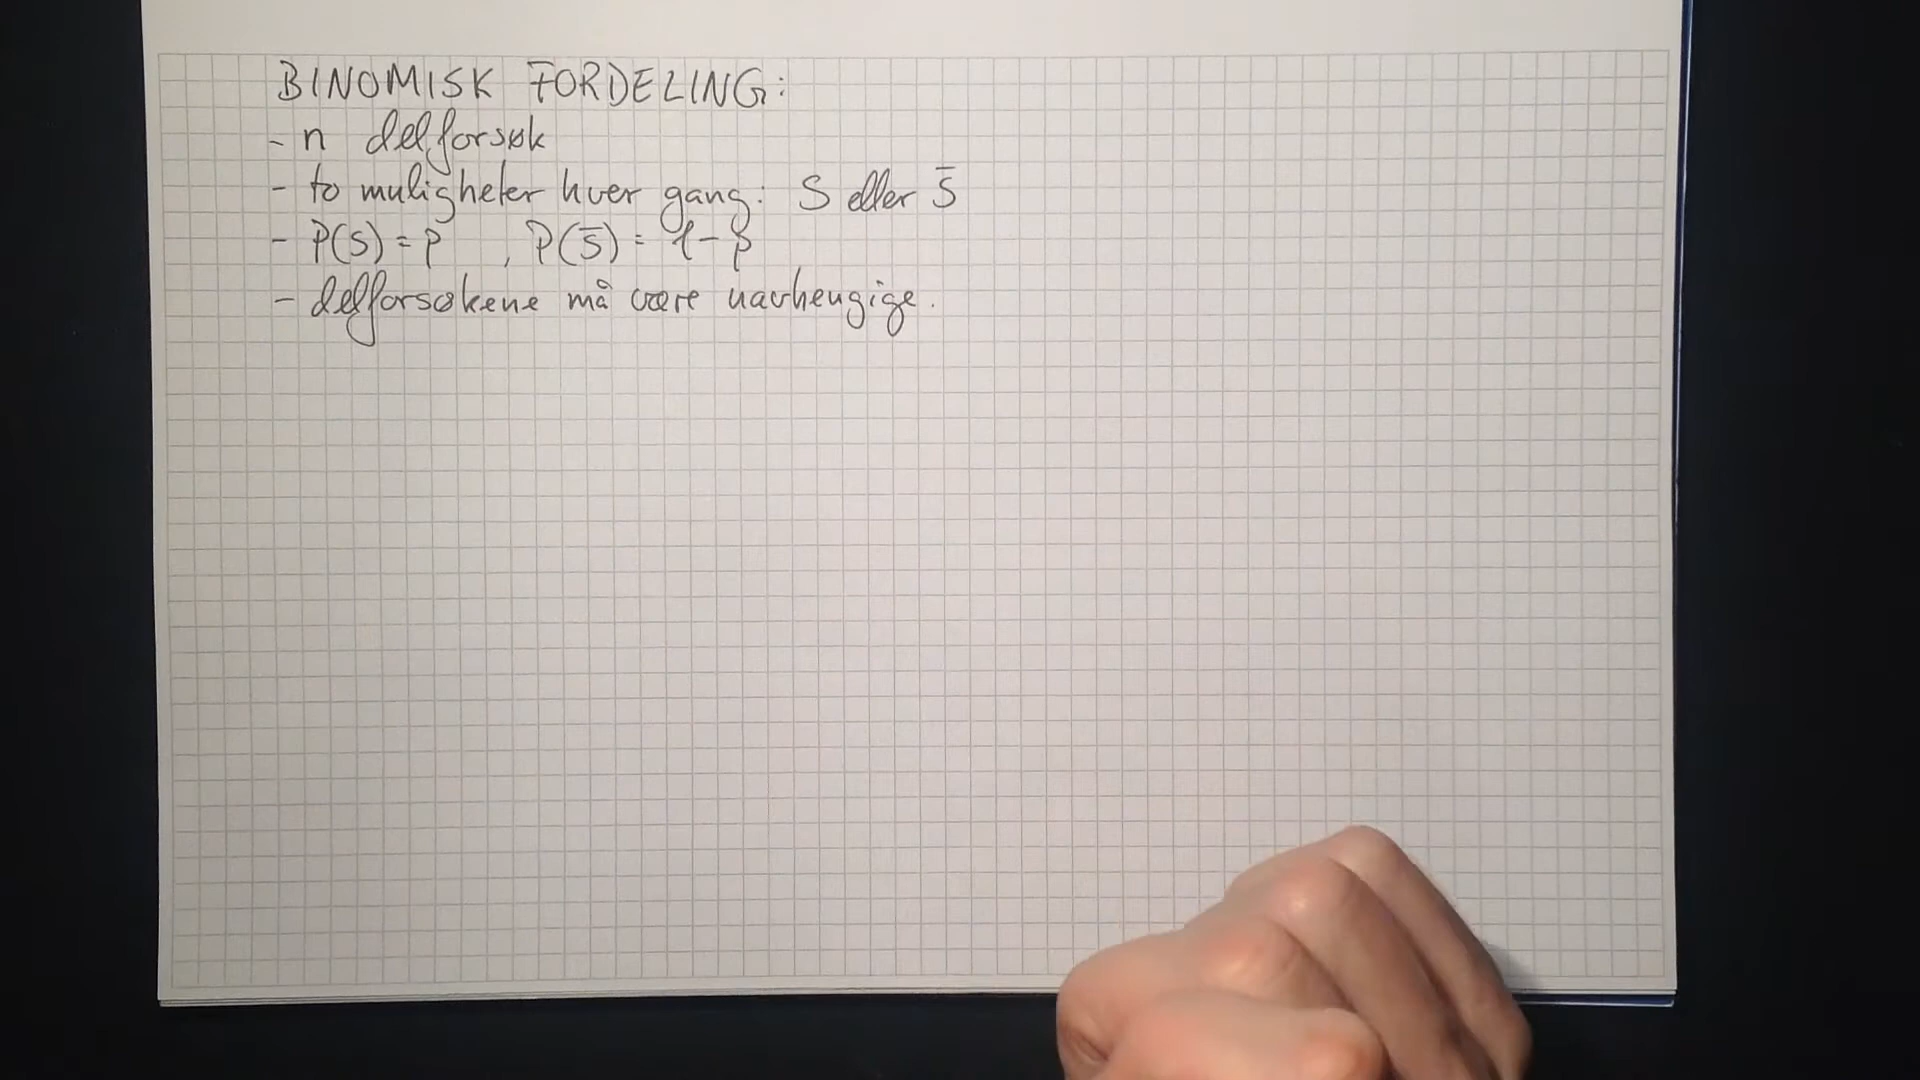 BINOMISK FORDELING:
- n delforsøk
- to muligheter hver gang: S eller S̄
- P(S) = p , P(S̄) = 1 - p
- delforsøkene må være uavhengige.